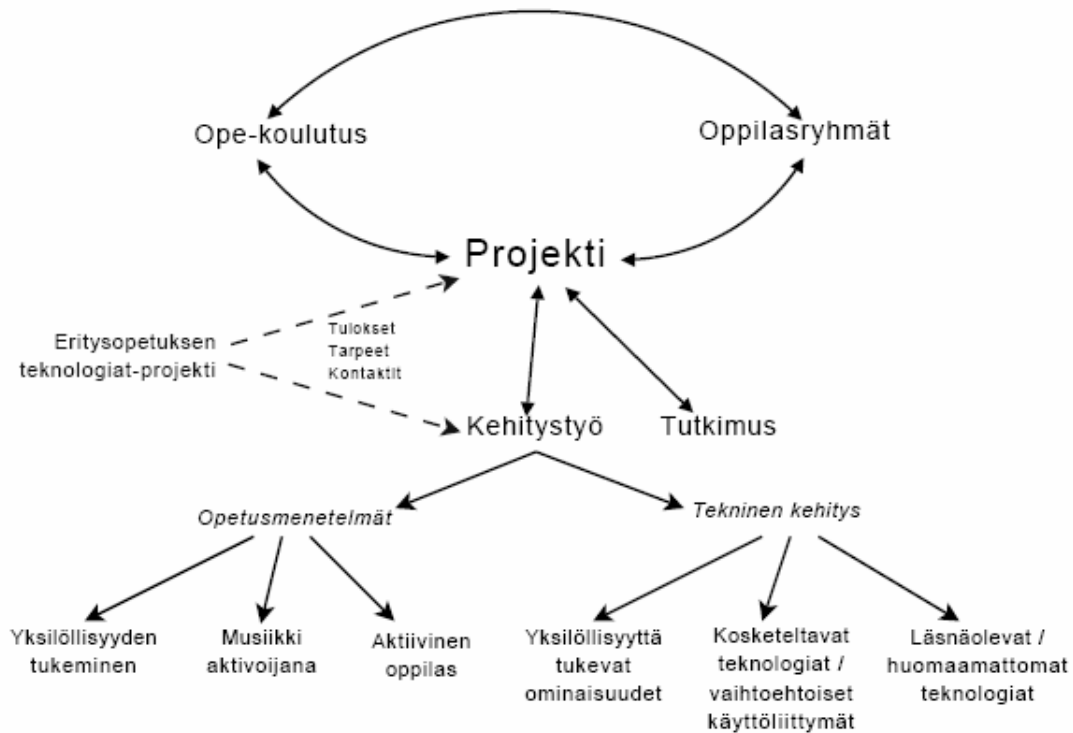 Ope-koulutus
Oppilasryhmät
Projekti
Eritysopetuksen
teknologiat-projekti
Tulokset
Tarpeet
Kontaktit
Kehitystyö
Tutkimus
Opetusmenetelmät
Tekninen kehitys
Yksilöllisyyden
tukeminen
Musiikki
aktivoijana
Aktiivinen
oppilas
Yksilöllisyyttä
tukevat
ominaisuudet
Kosketeltavat
teknologiat /
vaihtoehtoiset
käyttöliittymät
Läsnäolevat /
huomaamattomat
teknologiat